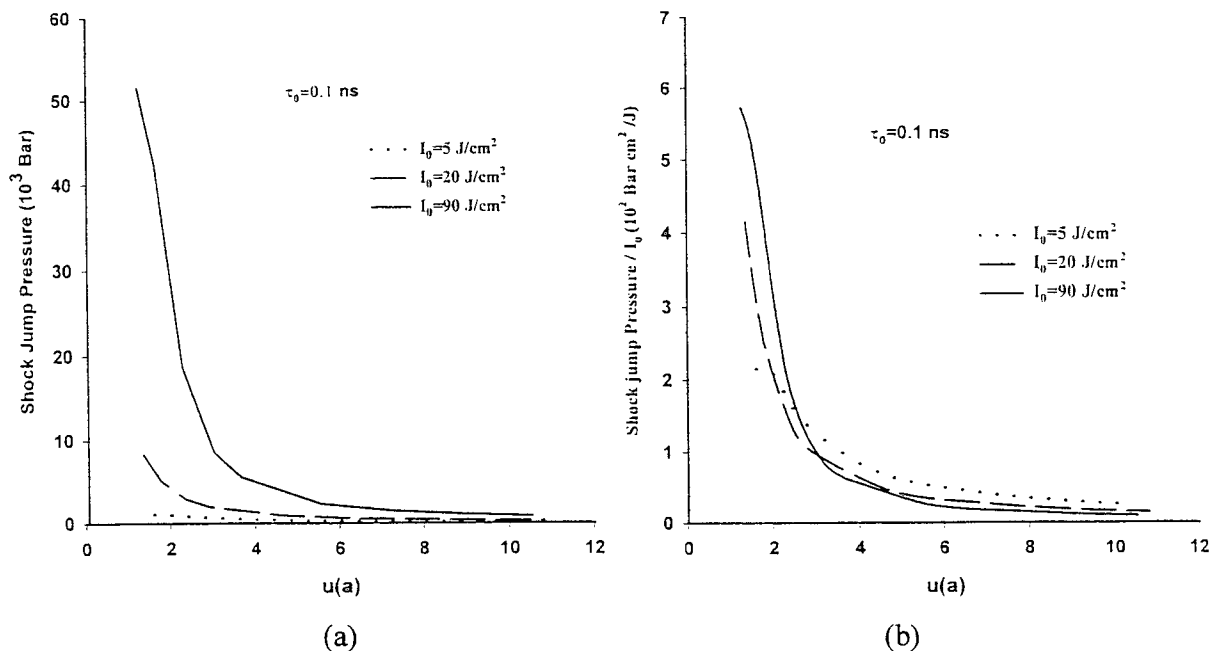 60
50
40
30
20
10
0
0
2
4
6
8
10
12
Shock Jump Pressure (10³ Bar)
τ₀=0.1 ns
I₀=5 J/cm²
I₀=20 J/cm²
I₀=90 J/cm²
u(a)
(a)
7
6
5
4
3
2
1
0
0
2
4
6
8
10
12
Shock jump Pressure / I₀ (10² Bar cm²/J)
τ₀=0.1 ns
I₀=5 J/cm²
I₀=20 J/cm²
I₀=90 J/cm²
u(a)
(b)